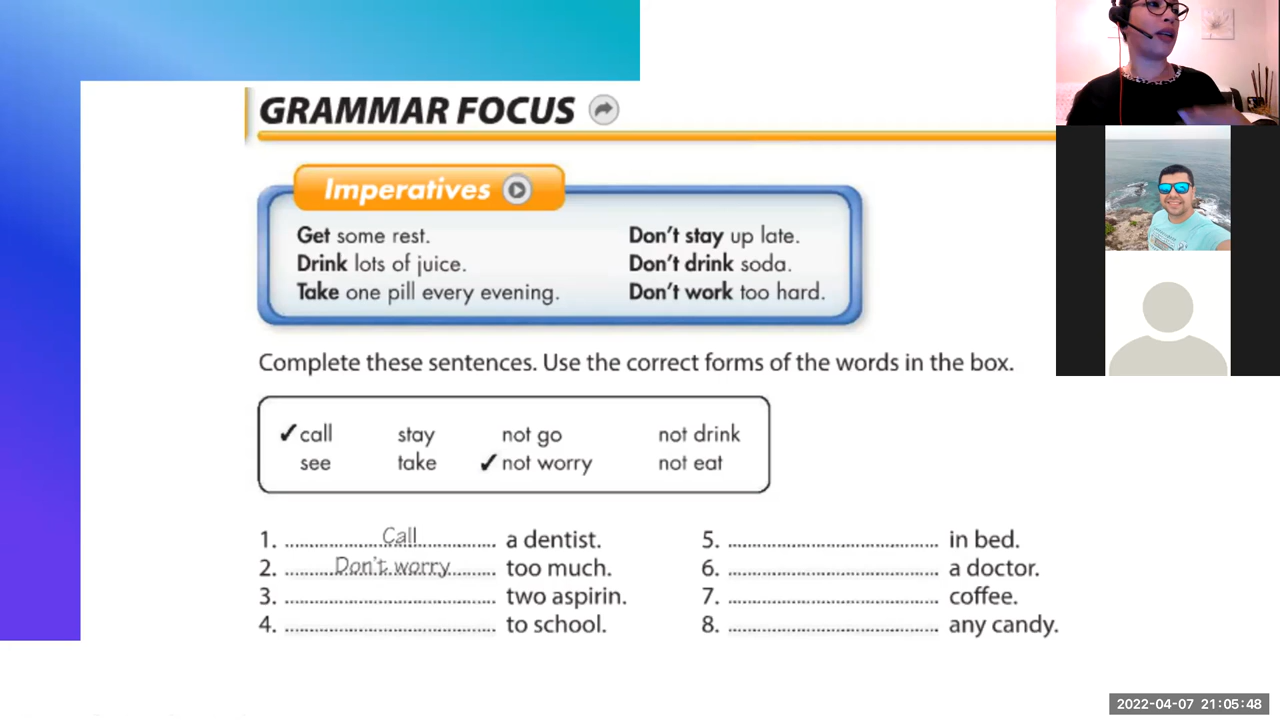 GRAMMAR FOCUS
Imperatives
Get some rest. Don't stay up late.
Drink lots of juice. Don't drink soda.
Take one pill every evening. Don't work too hard.
Complete these sentences. Use the correct forms of the words in the box.
✓ call stay not go not drink
see take ✓ not worry not eat
1. Call a dentist. 5. ........ in bed.
2. Don't worry too much. 6. ........ a doctor.
3. ........ two aspirin. 7. ........ coffee.
4. ........ to school. 8. ........ any candy.
2022-04-07 21:05:48